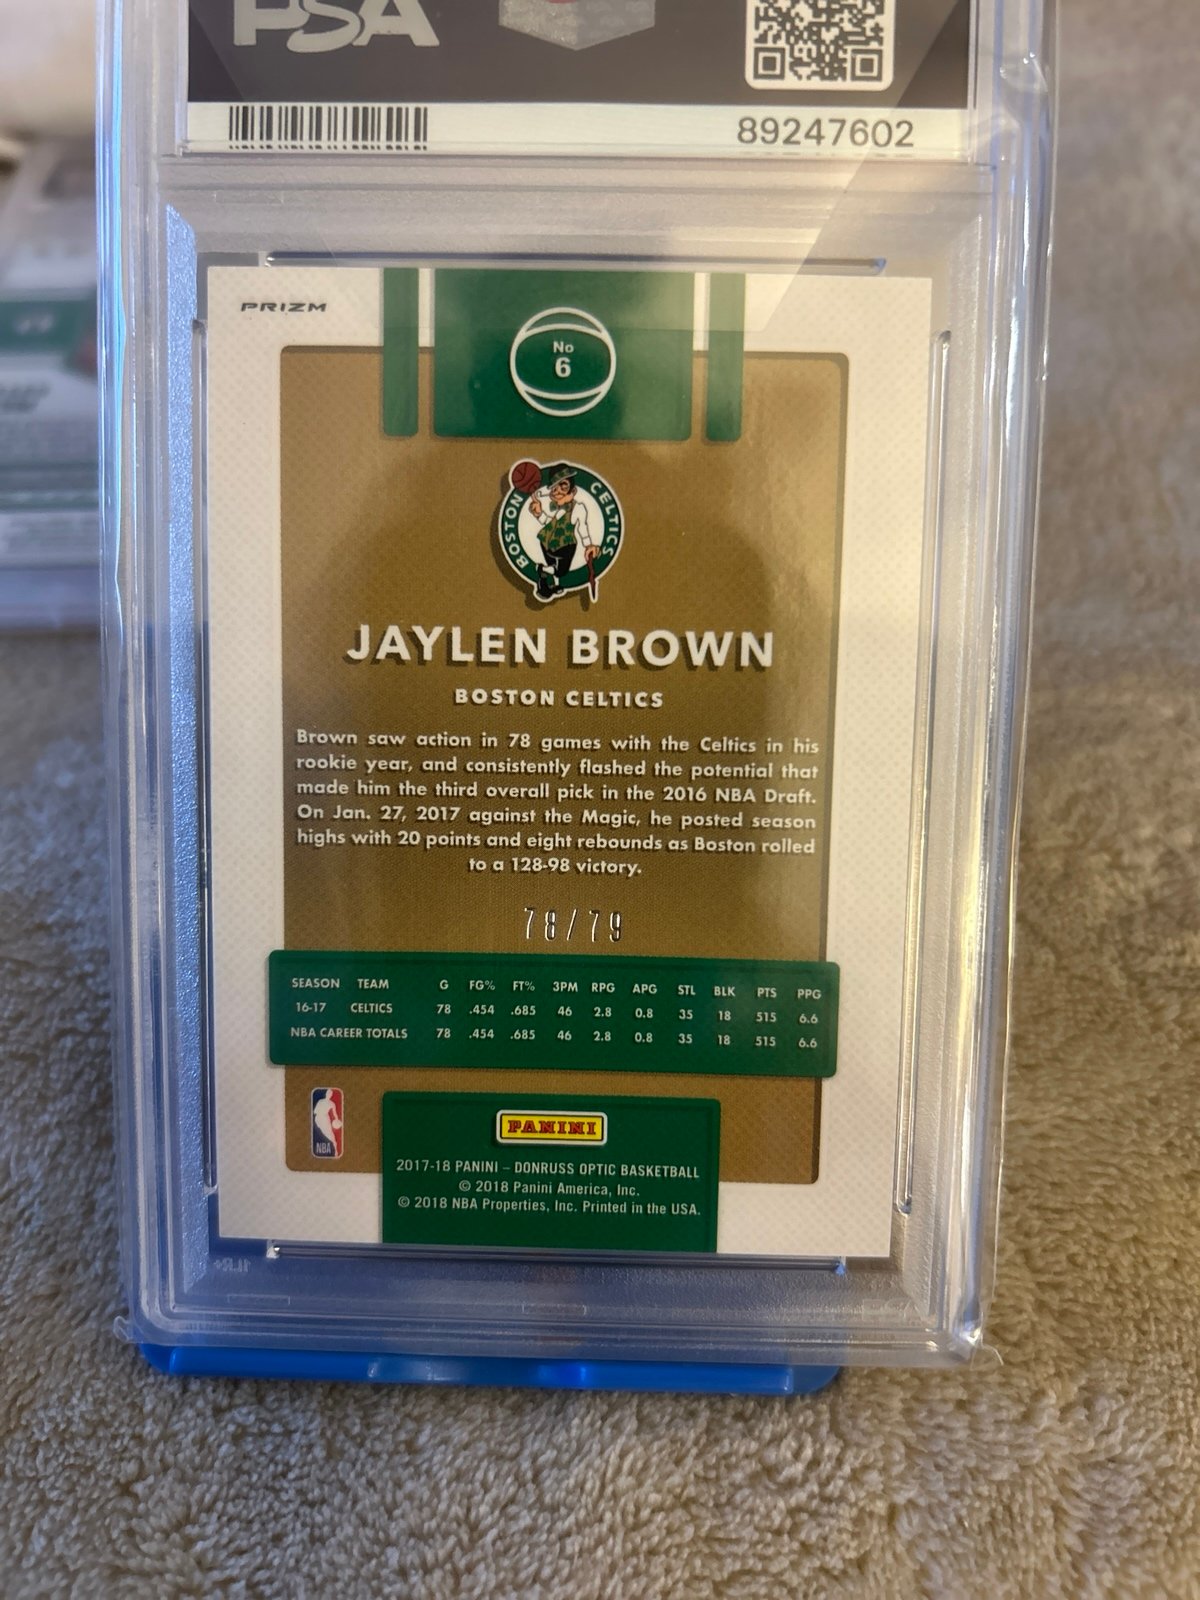 PSA
89247602
PRIZM
No
6
BOSTON CELTICS
JAYLEN BROWN
BOSTON CELTICS
Brown saw action in 78 games with the Celtics in his
rookie year, and consistently flashed the potential that
made him the third overall pick in the 2016 NBA Draft.
On Jan. 27, 2017 against the Magic, he posted season
highs with 20 points and eight rebounds as Boston rolled
to a 128-98 victory.
78/79
SEASON TEAM G FG% FT% 3PM RPG APG STL BLK PTS PPG
16-17 CELTICS 78 .454 .685 46 2.8 0.8 35 18 515 6.6
NBA CAREER TOTALS 78 .454 .685 46 2.8 0.8 35 18 515 6.6
NBA
PANINI
2017-18 PANINI – DONRUSS OPTIC BASKETBALL
© 2018 Panini America, Inc.
© 2018 NBA Properties, Inc. Printed in the USA.